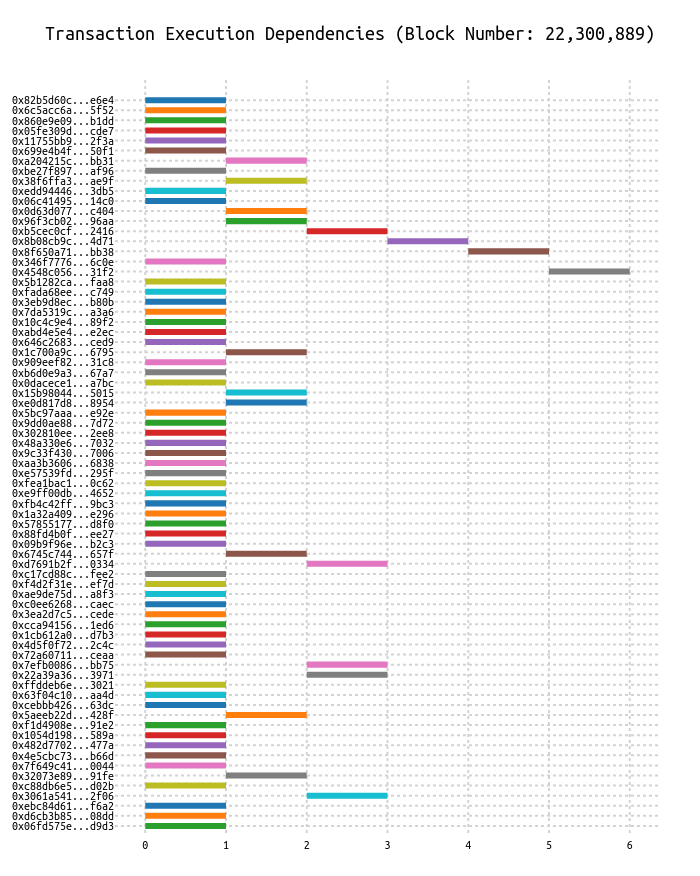 Transaction Execution Dependencies (Block Number: 22,300,889)
0x82b5d60c...e6e4
0x6c5acc6a...5f52
0x860e9e09...b1dd
0x05fe309d...cde7
0x11755bb9...2f3a
0x699e4b4f...50f1
0xa204215c...bb31
0xbe27f897...af96
0x38f6ffa3...ae9f
0xedd94446...3db5
0x06c41495...14c0
0x0d63d077...c404
0x96f3cb02...96aa
0xb5cec0cf...2416
0x8b08cb9c...4d71
0x8f650a71...bb38
0x346f7776...6c0e
0x4548c056...31f2
0x5b1282ca...faa8
0xfada68ee...c749
0x3eb9d8ec...b80b
0x7da5319c...a3a6
0x10c4c9e4...89f2
0xabd4e5e4...e2ec
0x646c2683...ced9
0x1c700a9c...6795
0x909eef82...31c8
0xb6d0e9a3...67a7
0x0dacece1...a7bc
0x15b98044...5015
0xe0d817d8...8954
0x5bc97aaa...e92e
0x9dd0ae88...7d72
0x302810ee...2ee8
0x48a330e6...7032
0x9c33f430...7006
0xaa3b3606...6838
0xe57539fd...295f
0xfea1bac1...0c62
0xe9ff00db...4652
0xfb4c42ff...9bc3
0x1a32a409...e296
0x57855177...d8f0
0x88fd4b0f...ee27
0x09b9f96e...b2c3
0x6745c744...657f
0xd7691b2f...0334
0xc17cd88c...fee2
0xf4d2f31e...ef7d
0xae9de75d...a8f3
0xc0ee6268...caec
0x3ea2d7c5...cede
0xcca94156...1ed6
0x1cb612a0...d7b3
0x4d5f0f72...2c4c
0x72a60711...ceaa
0x7efb0086...bb75
0x22a39a36...3971
0xffddeb6e...3021
0x63f04c10...aa4d
0xcebbb426...63dc
0x5aeeb22d...428f
0xf1d4908e...91e2
0x1054d198...589a
0x482d7702...477a
0x4e5cbc73...b66d
0x7f649c41...0044
0x32073e89...91fe
0xc88db6e5...d02b
0x3061a541...2f06
0xebc84d61...f6a2
0xd6cb3b85...08dd
0x06fd575e...d9d3
0 1 2 3 4 5 6